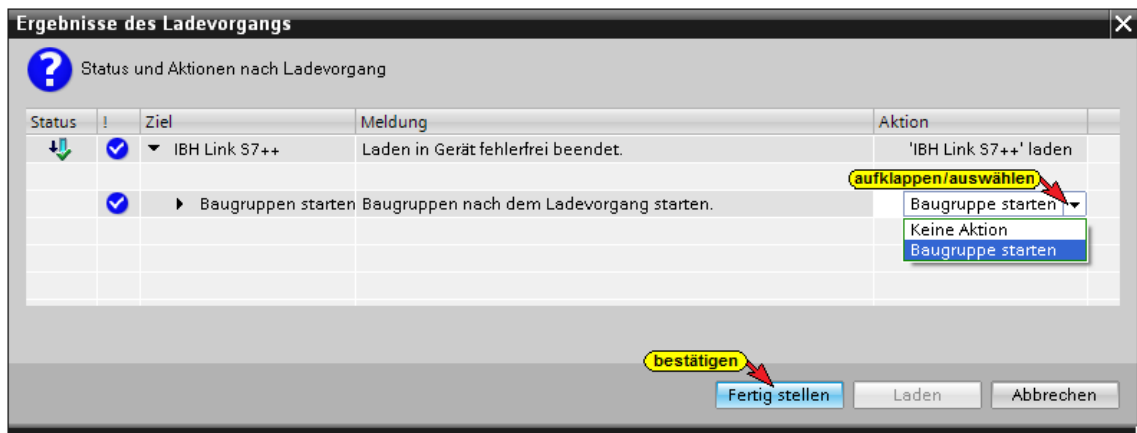 Ergebnisse des Ladevorgangs
Status und Aktionen nach Ladevorgang
Status ! Ziel Meldung Aktion
IBH Link S7++ Laden in Gerät fehlerfrei beendet. 'IBH Link S7++' laden
aufklappen/auswählen
Baugruppen starten Baugruppen nach dem Ladevorgang starten. Baugruppe starten
Keine Aktion
Baugruppe starten
bestätigen
Fertig stellen Laden Abbrechen